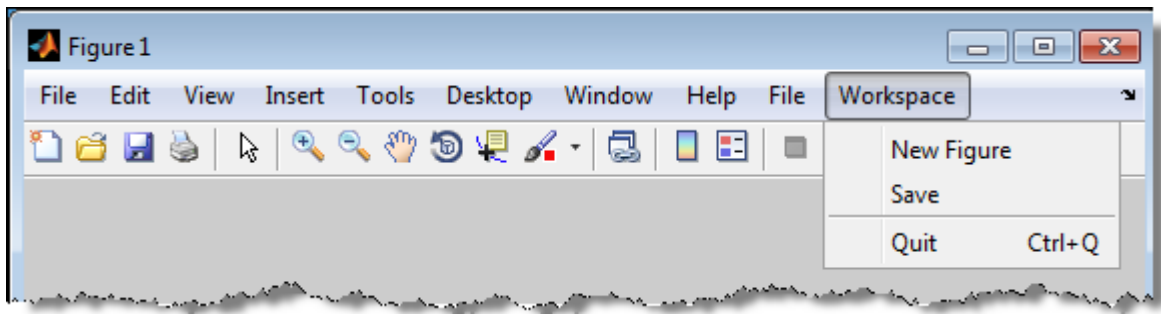 Figure 1
File Edit View Insert Tools Desktop Window Help File Workspace
New Figure
Save
Quit Ctrl+Q